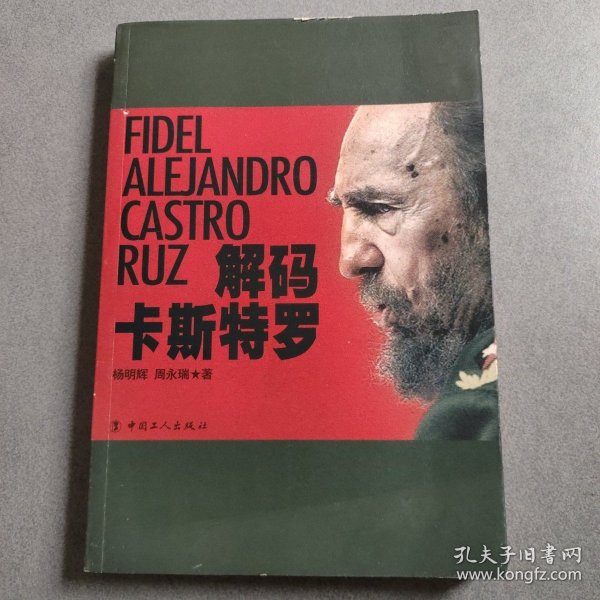 FIDEL
ALEJANDRO
CASTRO
RUZ 解码
卡斯特罗
杨明辉 周永瑞★著
中国工人出版社
孔夫子旧書网
www.kongfz.com